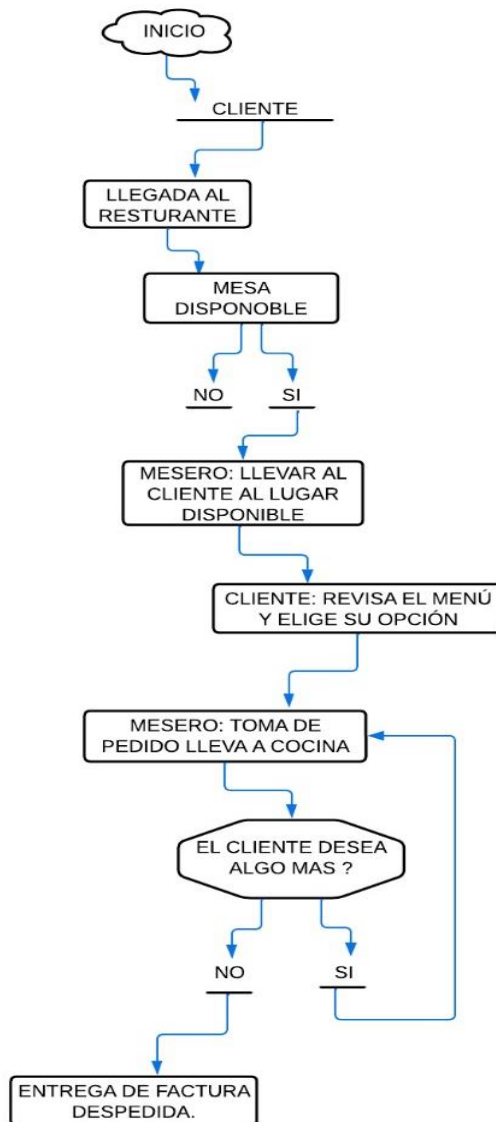 INICIO
CLIENTE
LLEGADA AL
RESTURANTE
MESA
DISPONOBLE
NO
SI
MESERO: LLEVAR AL
CLIENTE AL LUGAR
DISPONIBLE
CLIENTE: REVISA EL MENÚ
Y ELIGE SU OPCIÓN
MESERO: TOMA DE
PEDIDO LLEVA A COCINA
EL CLIENTE DESEA
ALGO MAS ?
NO
SI
ENTREGA DE FACTURA
DESPEDIDA.